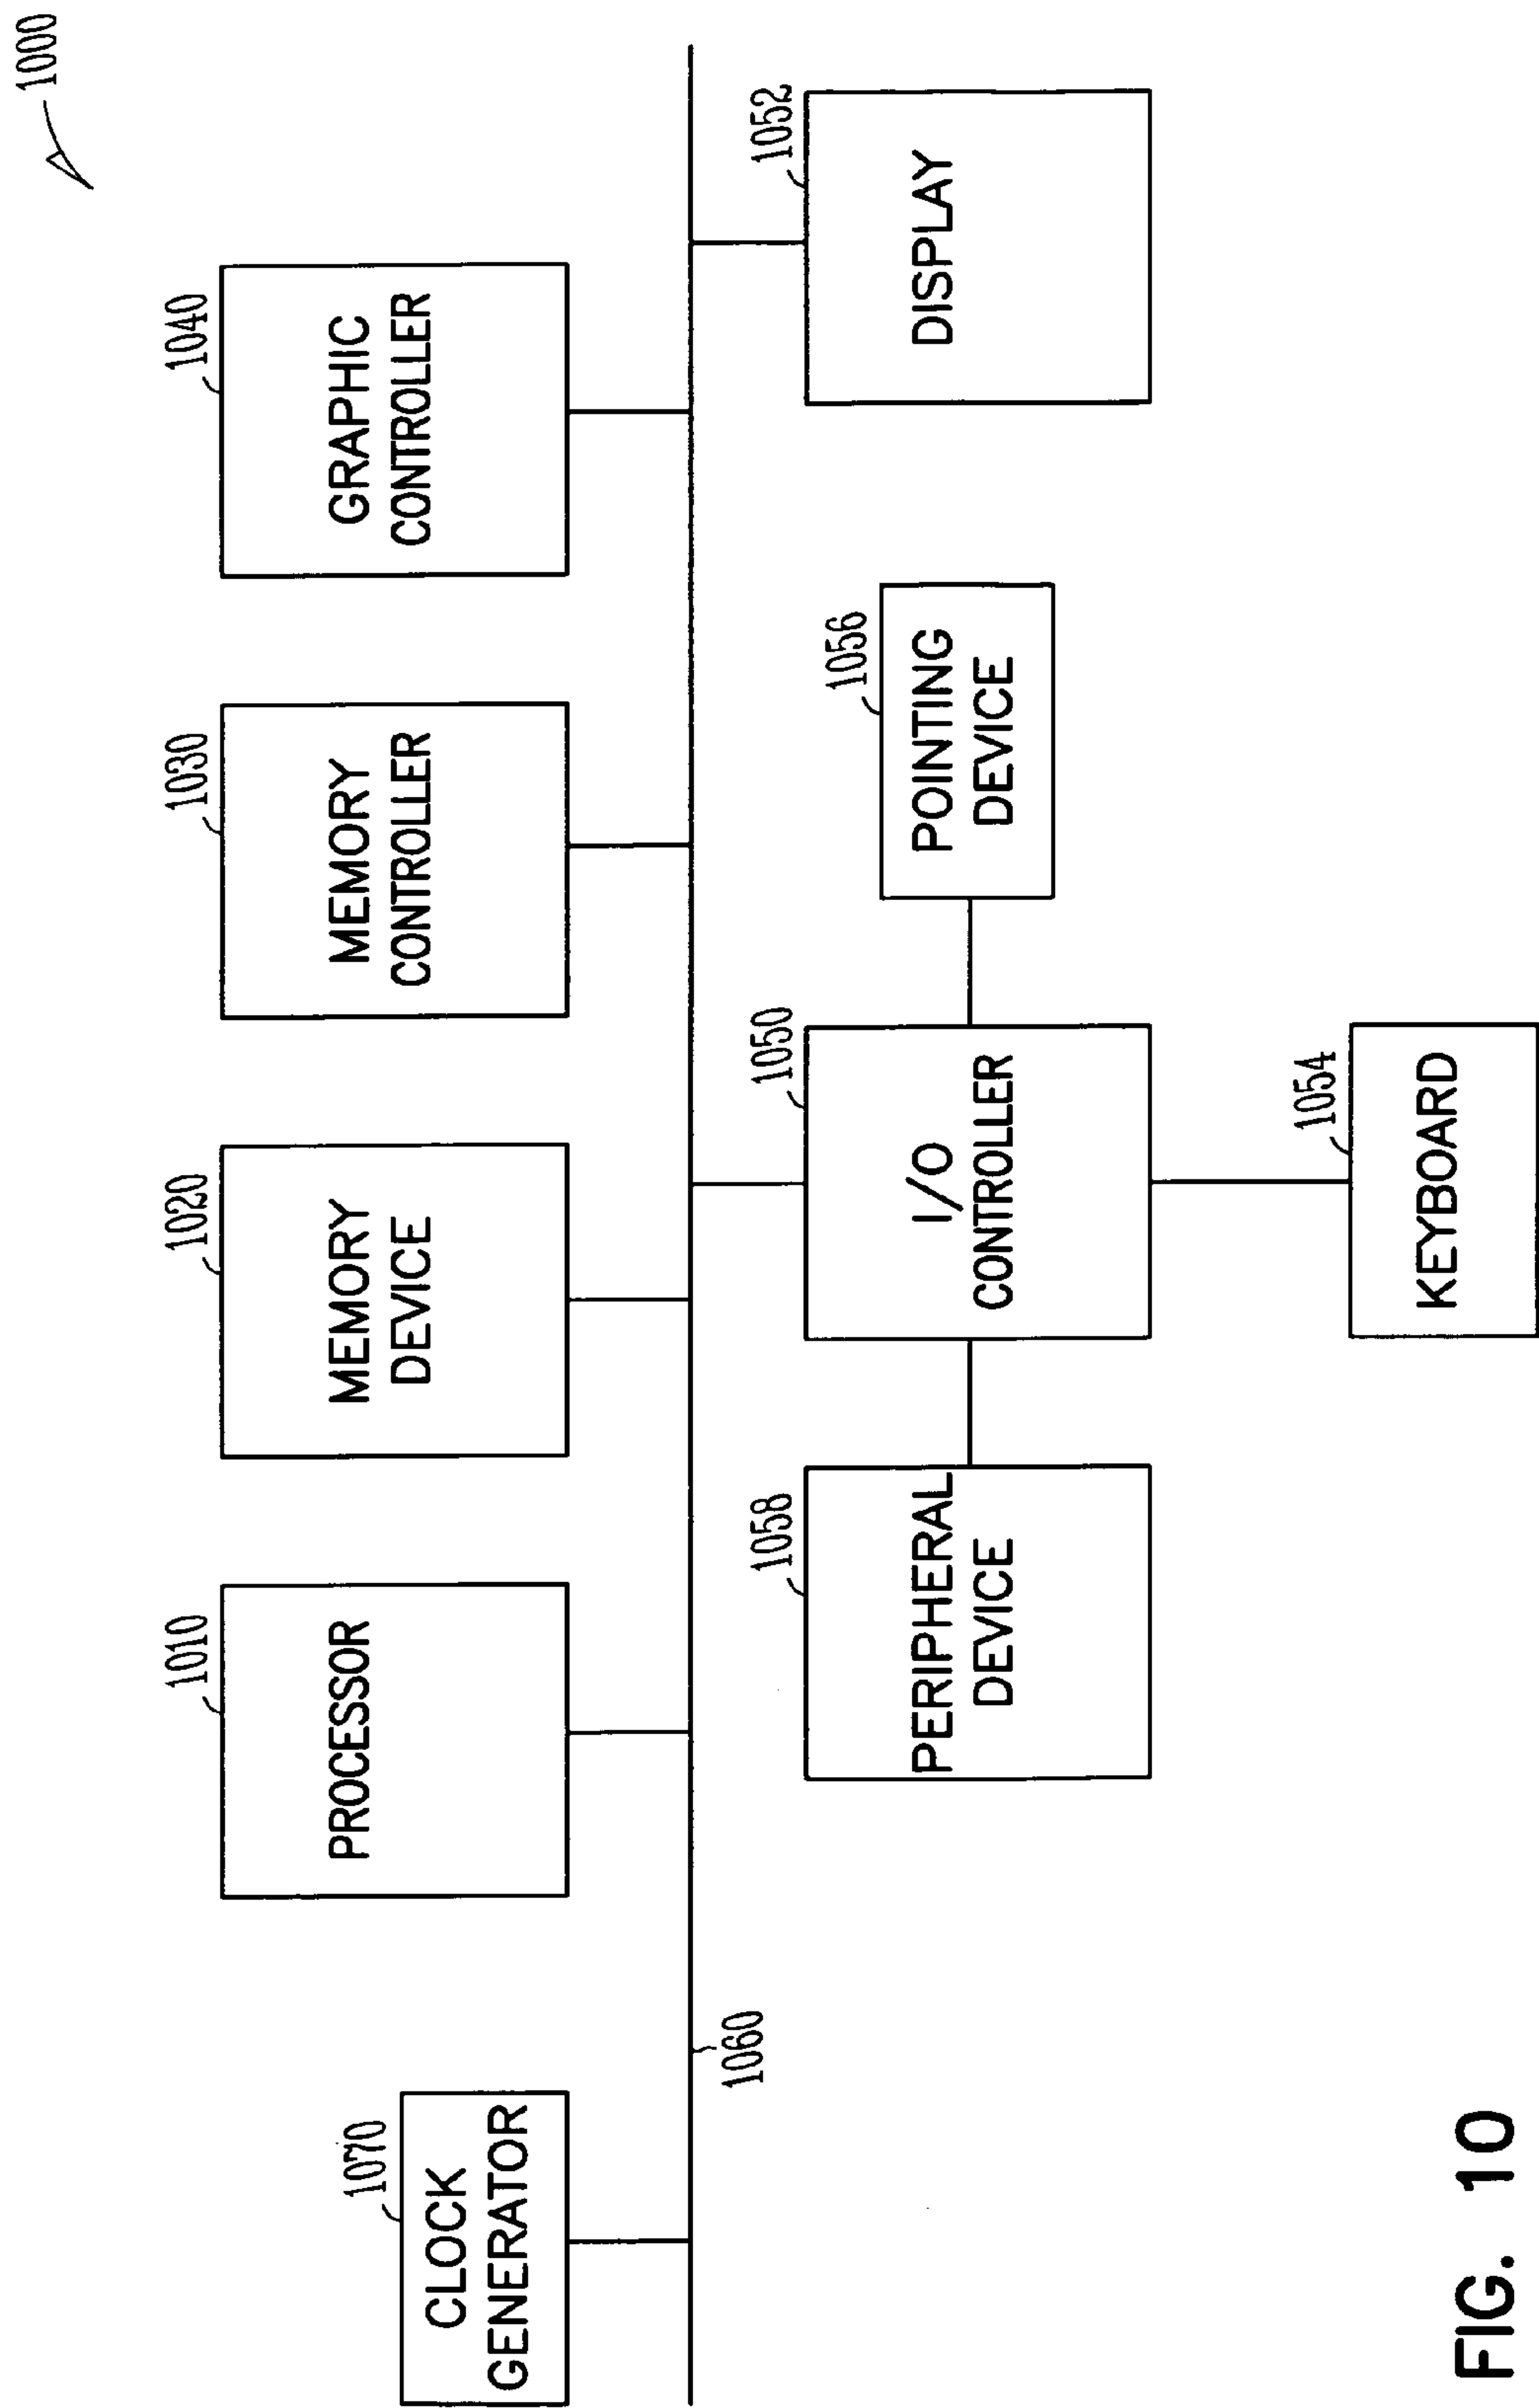 1000
1070
CLOCK
GENERATOR
1010
PROCESSOR
1020
MEMORY
DEVICE
1030
MEMORY
CONTROLLER
1040
GRAPHIC
CONTROLLER
1060
1058
PERIPHERAL
DEVICE
1050
I/O
CONTROLLER
1056
POINTING
DEVICE
1052
DISPLAY
1054
KEYBOARD
FIG. 10